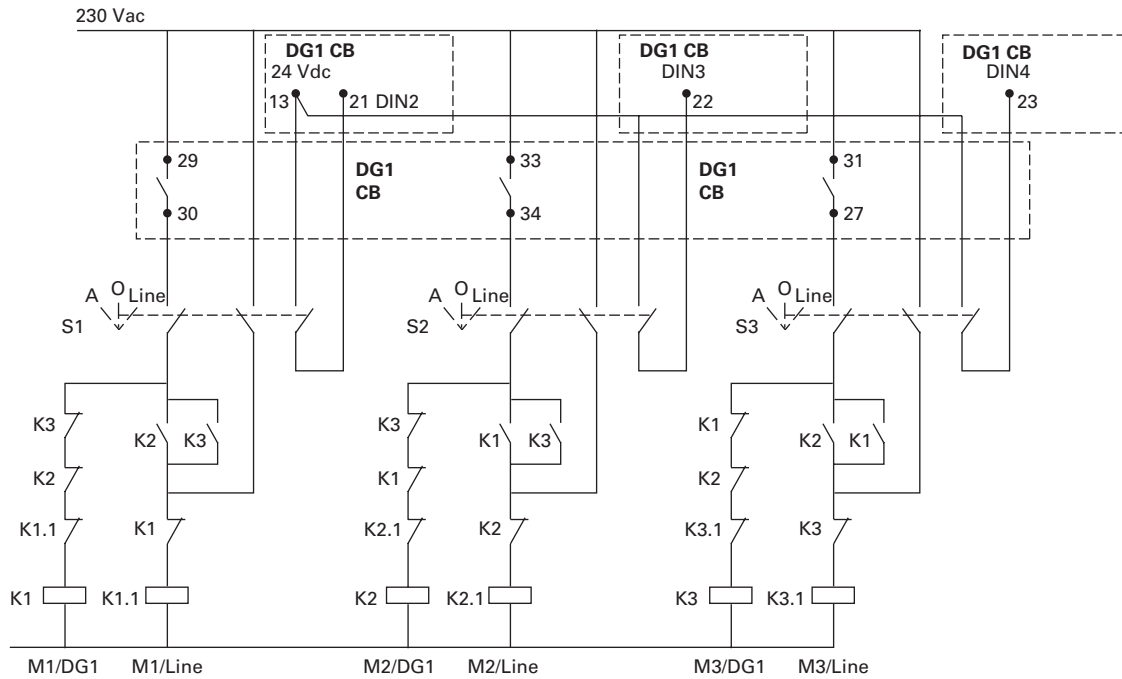 230 Vac
DG1 CB
24 Vdc
13
21 DIN2
DG1 CB
DIN3
22
DG1 CB
DIN4
23
29
30
DG1
CB
33
34
DG1
CB
31
27
A O Line
S1
A O Line
S2
A O Line
S3
K3
K2
K3
K2
K1.1
K1
K1
K1.1
K3
K1
K3
K1
K2.1
K2
K2
K2.1
K1
K2
K1
K2
K3.1
K3
K3
K3.1
M1/DG1
M1/Line
M2/DG1
M2/Line
M3/DG1
M3/Line